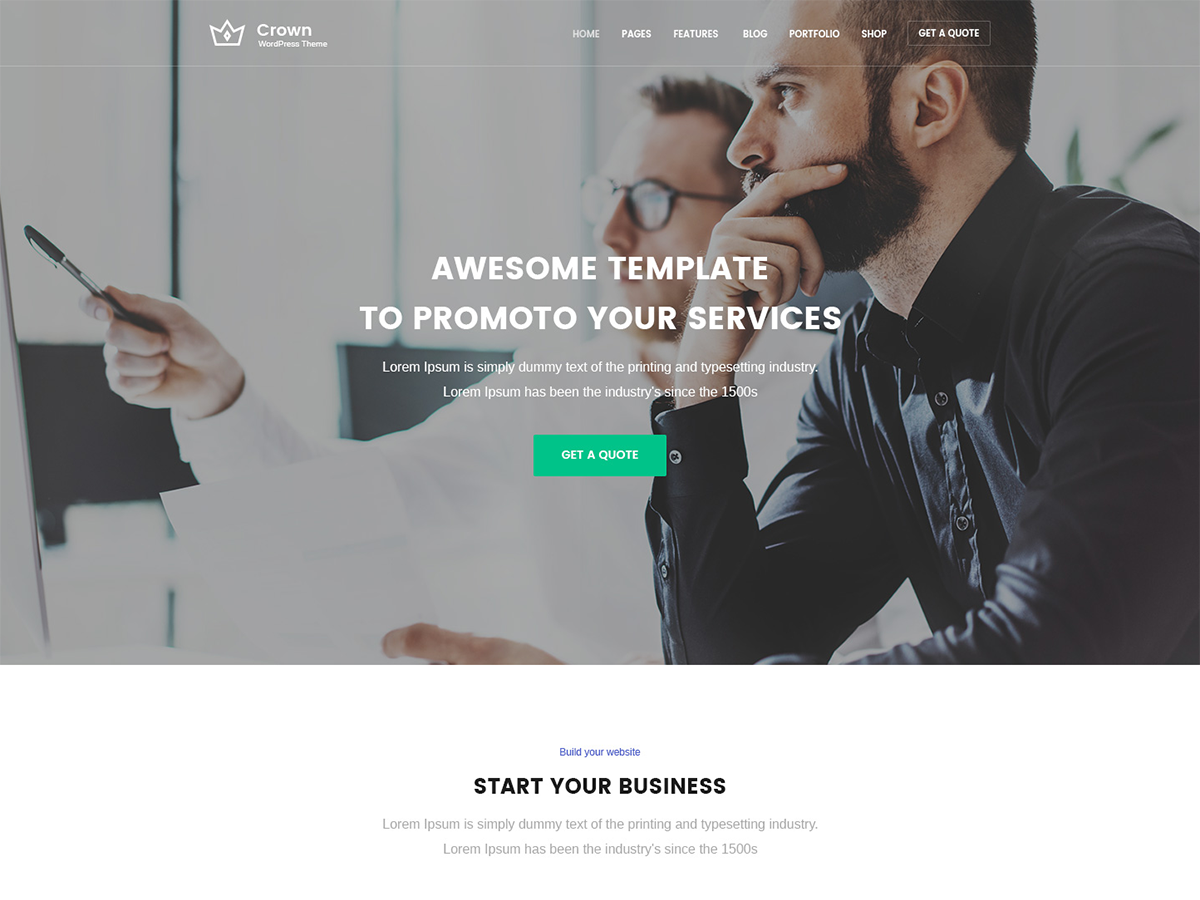 Crown
WordPress Theme
HOME PAGES FEATURES BLOG PORTFOLIO SHOP GET A QUOTE
AWESOME TEMPLATE
TO PROMOTO YOUR SERVICES
Lorem Ipsum is simply dummy text of the printing and typesetting industry.
Lorem Ipsum has been the industry's since the 1500s
GET A QUOTE
Build your website
START YOUR BUSINESS
Lorem Ipsum is simply dummy text of the printing and typesetting industry.
Lorem Ipsum has been the industry's since the 1500s